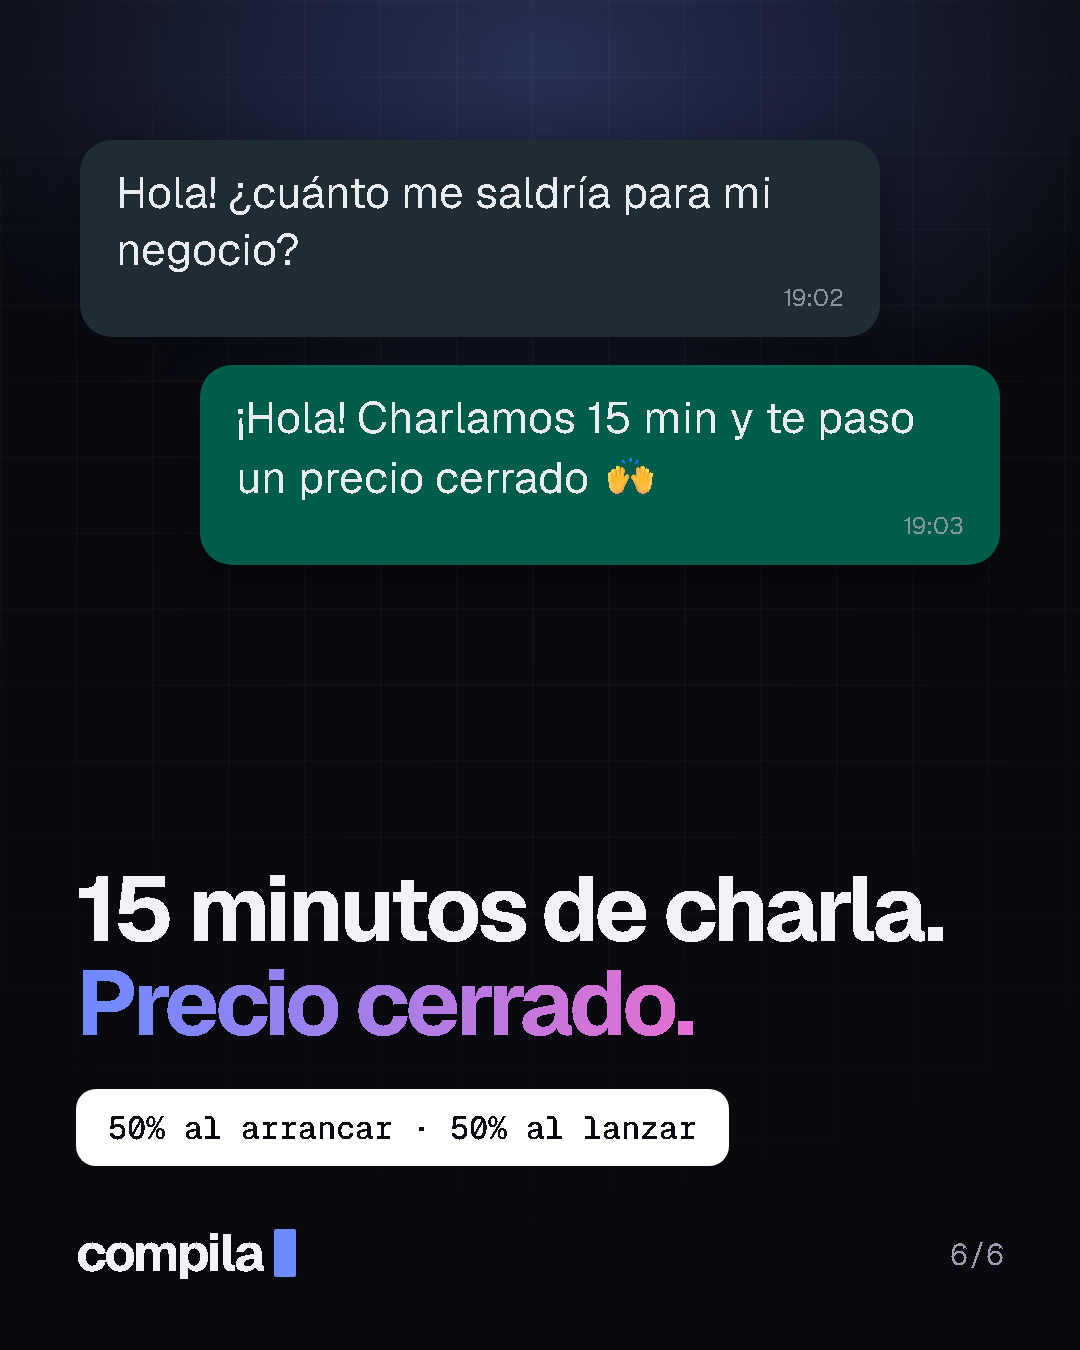 Hola! ¿cuánto me saldría para mi
negocio?
19:02
¡Hola! Charlamos 15 min y te paso
un precio cerrado 🙌
19:03
15 minutos de charla.
Precio cerrado.
50% al arrancar · 50% al lanzar
compila
6/6